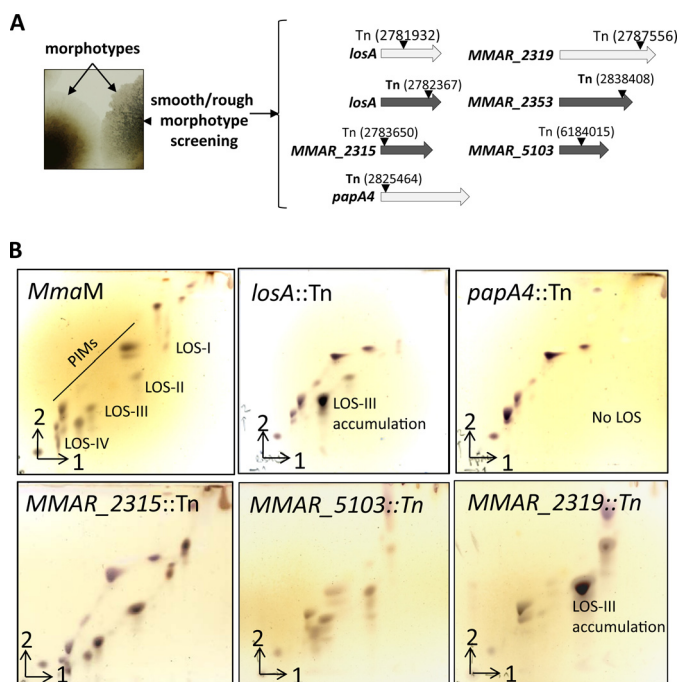 A
morphotypes
smooth/rough
morphotype
screening
Tn (2781932)
losA
Tn (2787556)
MMAR_2319
Tn (2782367)
losA
Tn (2838408)
MMAR_2353
Tn (2783650)
MMAR_2315
Tn (6184015)
MMAR_5103
Tn (2825464)
papA4
B
MmaM
PIMs
LOS-I
LOS-II
LOS-III
LOS-IV
2
1
losA::Tn
LOS-III
accumulation
2
1
papA4::Tn
No LOS
2
1
MMAR_2315::Tn
2
1
MMAR_5103::Tn
2
1
MMAR_2319::Tn
LOS-III
accumulation
2
1